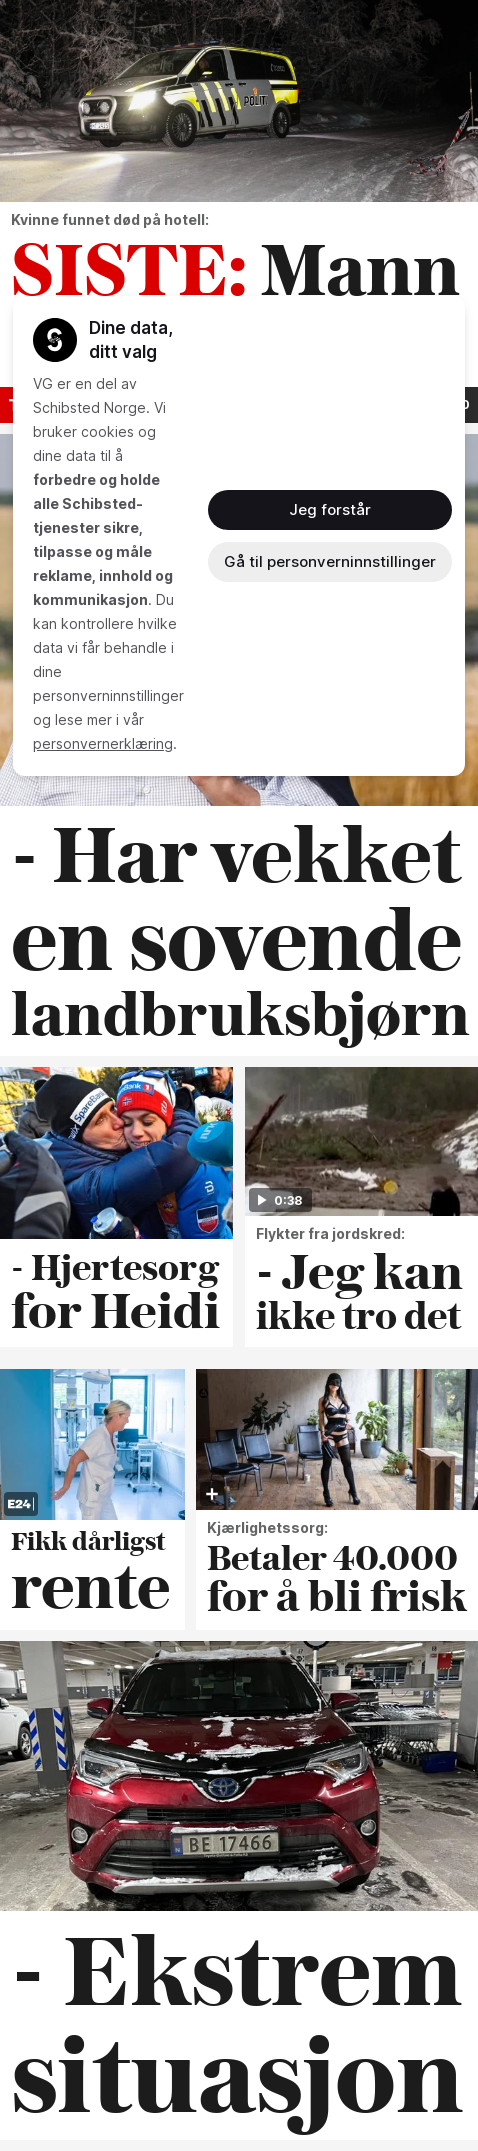 POLITI
Kvinne funnet død på hotell:
SISTE: Mann
Dine data,
ditt valg
VG er en del av
Schibsted Norge. Vi
bruker cookies og
dine data til å
forbedre og holde
alle Schibsted-
tjenester sikre,
tilpasse og måle
reklame, innhold og
kommunikasjon. Du
kan kontrollere hvilke
data vi får behandle i
dine
personverninnstillinger
og lese mer i vår
personvernerklæring.
Jeg forstår
Gå til personverninnstillinger
- Har vekket
en sovende
landbruksbjørn
SpareBank
0:38
- Hjertesorg
for Heidi
Flykter fra jordskred:
- Jeg kan
ikke tro det
E24
Fikk dårligst
rente
Kjærlighetssorg:
Betaler 40.000
for å bli frisk
BE 17466
- Ekstrem
situasjon